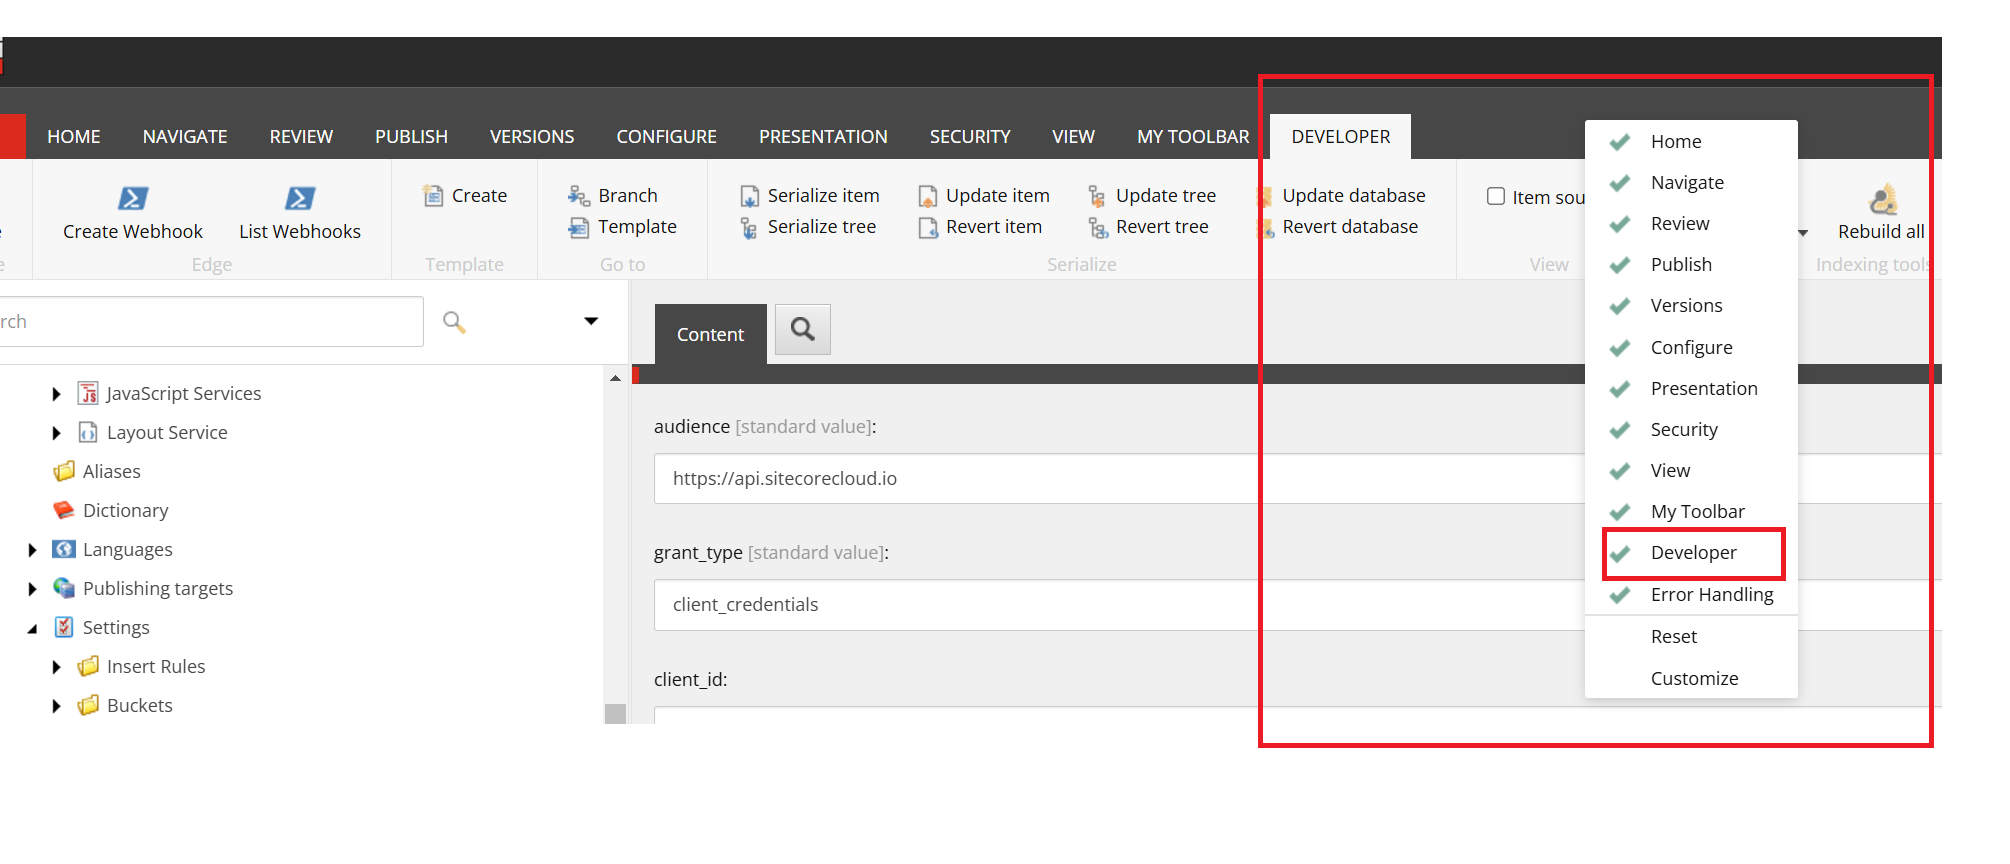 HOME NAVIGATE REVIEW PUBLISH VERSIONS CONFIGURE PRESENTATION SECURITY VIEW MY TOOLBAR DEVELOPER
Create Webhook
List Webhooks
Edge
Create
Template
Branch
Template
Go to
Serialize item
Serialize tree
Update item
Revert item
Update tree
Revert tree
Update database
Revert database
Serialize
Item sou
View
Rebuild all
Indexing tools
rch
JavaScript Services
Layout Service
Aliases
Dictionary
Languages
Publishing targets
Settings
Insert Rules
Buckets
Content
audience [standard value]:
https://api.sitecorecloud.io
grant_type [standard value]:
client_credentials
client_id:
Home
Navigate
Review
Publish
Versions
Configure
Presentation
Security
View
My Toolbar
Developer
Error Handling
Reset
Customize